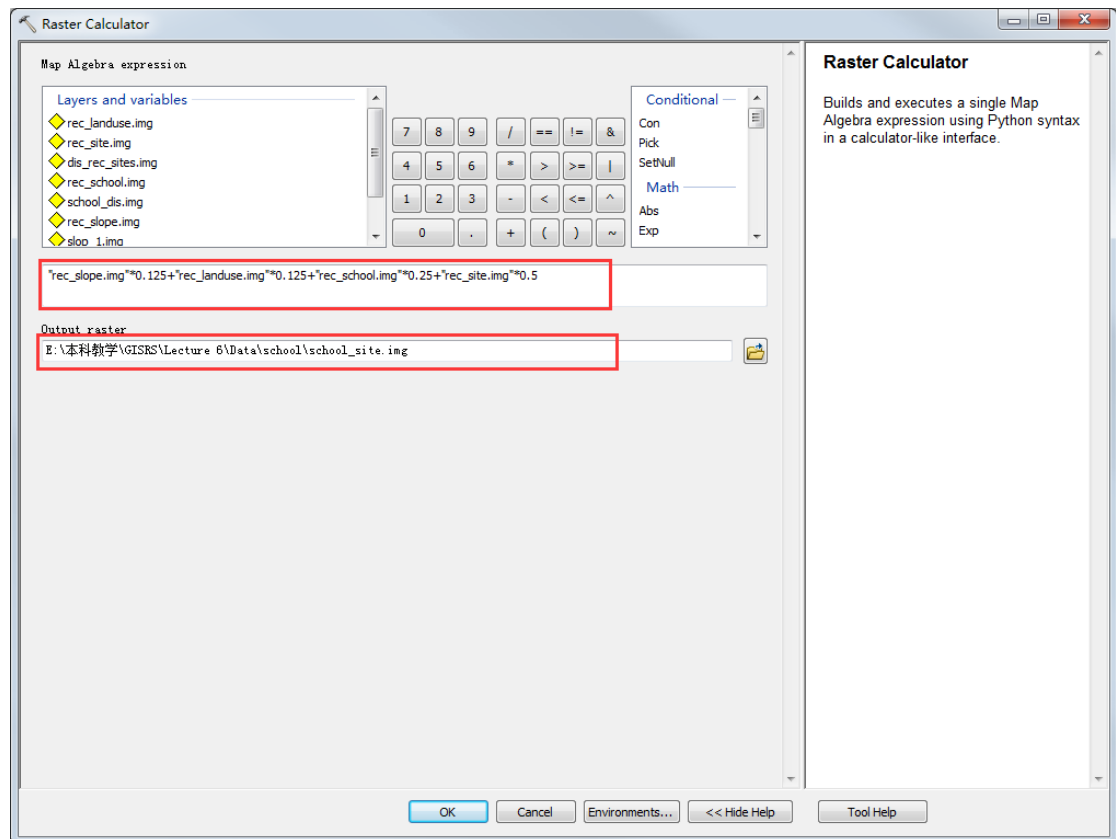 Raster Calculator
Map Algebra expression
Layers and variables
rec_landuse.img
rec_site.img
dis_rec_sites.img
rec_school.img
school_dis.img
rec_slope.img
slop_1.img
7 8 9 / == != &
4 5 6 * > >= |
1 2 3 - < <= ^
0 . + ( ) ~
Conditional
Con
Pick
SetNull
Math
Abs
Exp
"rec_slope.img"*0.125+"rec_landuse.img"*0.125+"rec_school.img"*0.25+"rec_site.img"*0.5
Output raster
E:\本科教学\GISRS\Lecture 6\Data\school\school_site.img
OK Cancel Environments... << Hide Help
Raster Calculator
Builds and executes a single Map
Algebra expression using Python syntax
in a calculator-like interface.
Tool Help